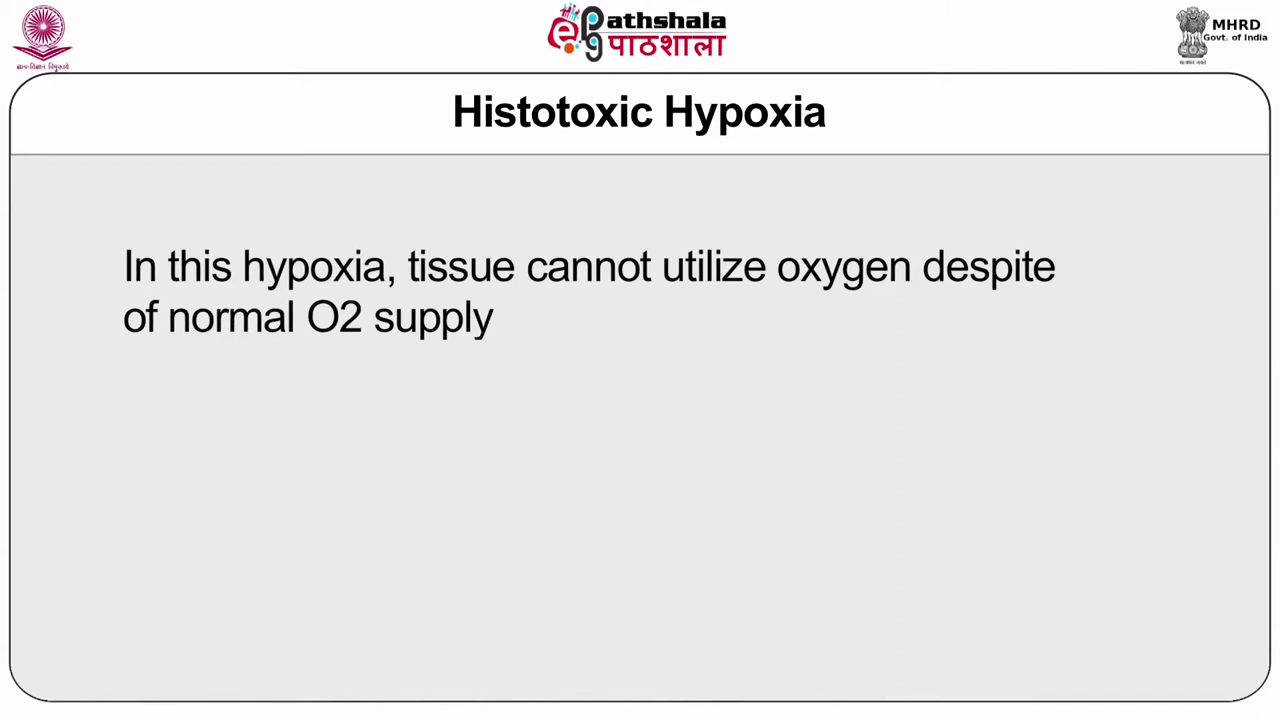 ePathshala
पाठशाला
MHRD
Govt. of India
Histotoxic Hypoxia
In this hypoxia, tissue cannot utilize oxygen despite
of normal O2 supply